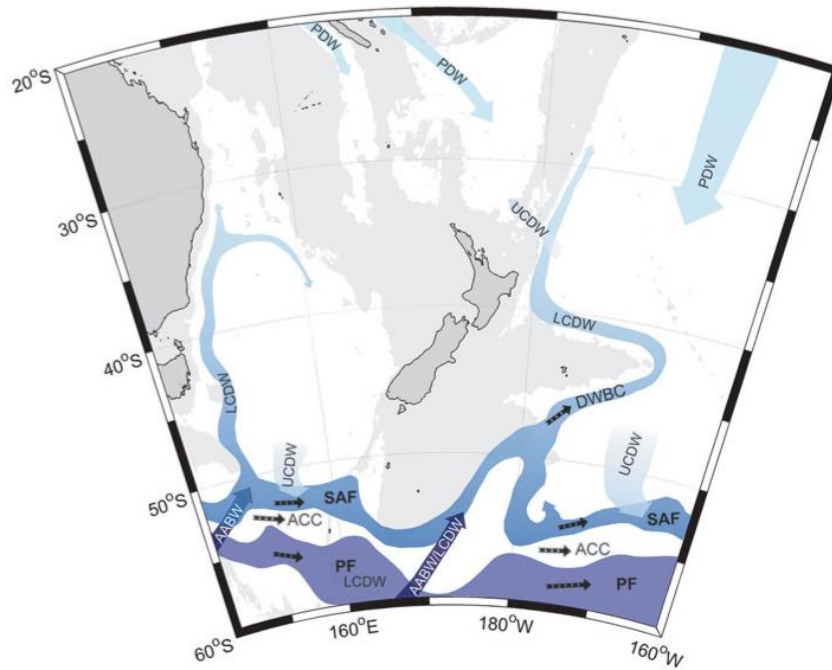 PDW
PDW
PDW
20°S
30°S
40°S
50°S
60°S
UCDW
LCDW
LCDW
DWBC
UCDW
UCDW
SAF
SAF
AABW
ACC
ACC
AABW/LCDW
PF
LCDW
PF
160°E
180°W
160°W